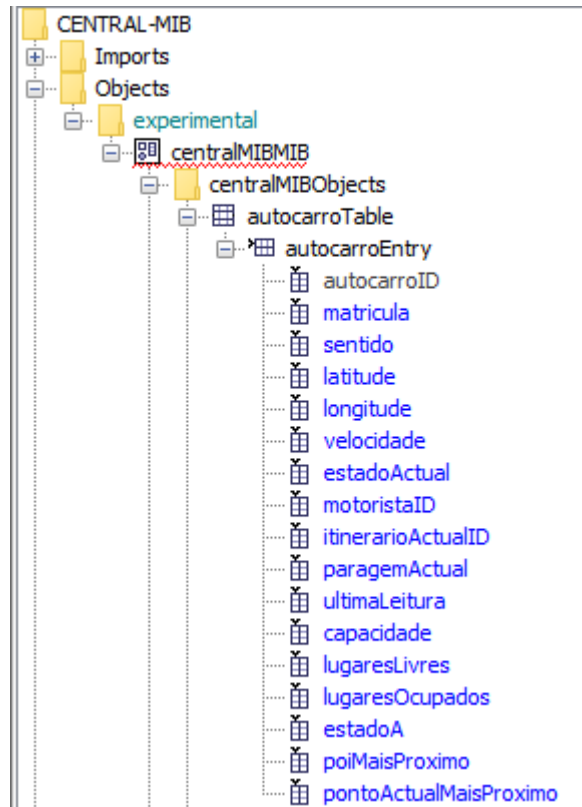 CENTRAL-MIB
Imports
Objects
experimental
centralMIBMIB
centralMIBObjects
autocarroTable
autocarroEntry
autocarroID
matricula
sentido
latitude
longitude
velocidade
estadoActual
motoristaID
itinerarioActualID
paragemActual
ultimaLeitura
capacidade
lugaresLivres
lugaresOcupados
estadoA
poiMaisProximo
pontoActualMaisProximo